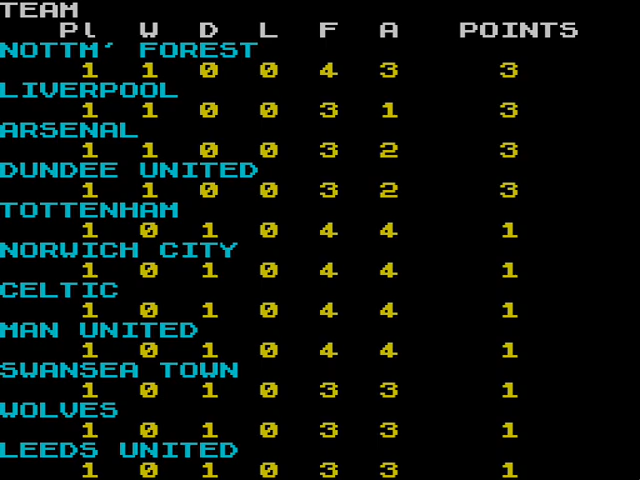 TEAM
Pl W D L F A POINTS
NOTTM' FOREST
1 1 0 0 4 3 3
LIVERPOOL
1 1 0 0 3 1 3
ARSENAL
1 1 0 0 3 2 3
DUNDEE UNITED
1 1 0 0 3 2 3
TOTTENHAM
1 0 1 0 4 4 1
NORWICH CITY
1 0 1 0 4 4 1
CELTIC
1 0 1 0 4 4 1
MAN UNITED
1 0 1 0 4 4 1
SWANSEA TOWN
1 0 1 0 3 3 1
WOLVES
1 0 1 0 3 3 1
LEEDS UNITED
1 0 1 0 3 3 1